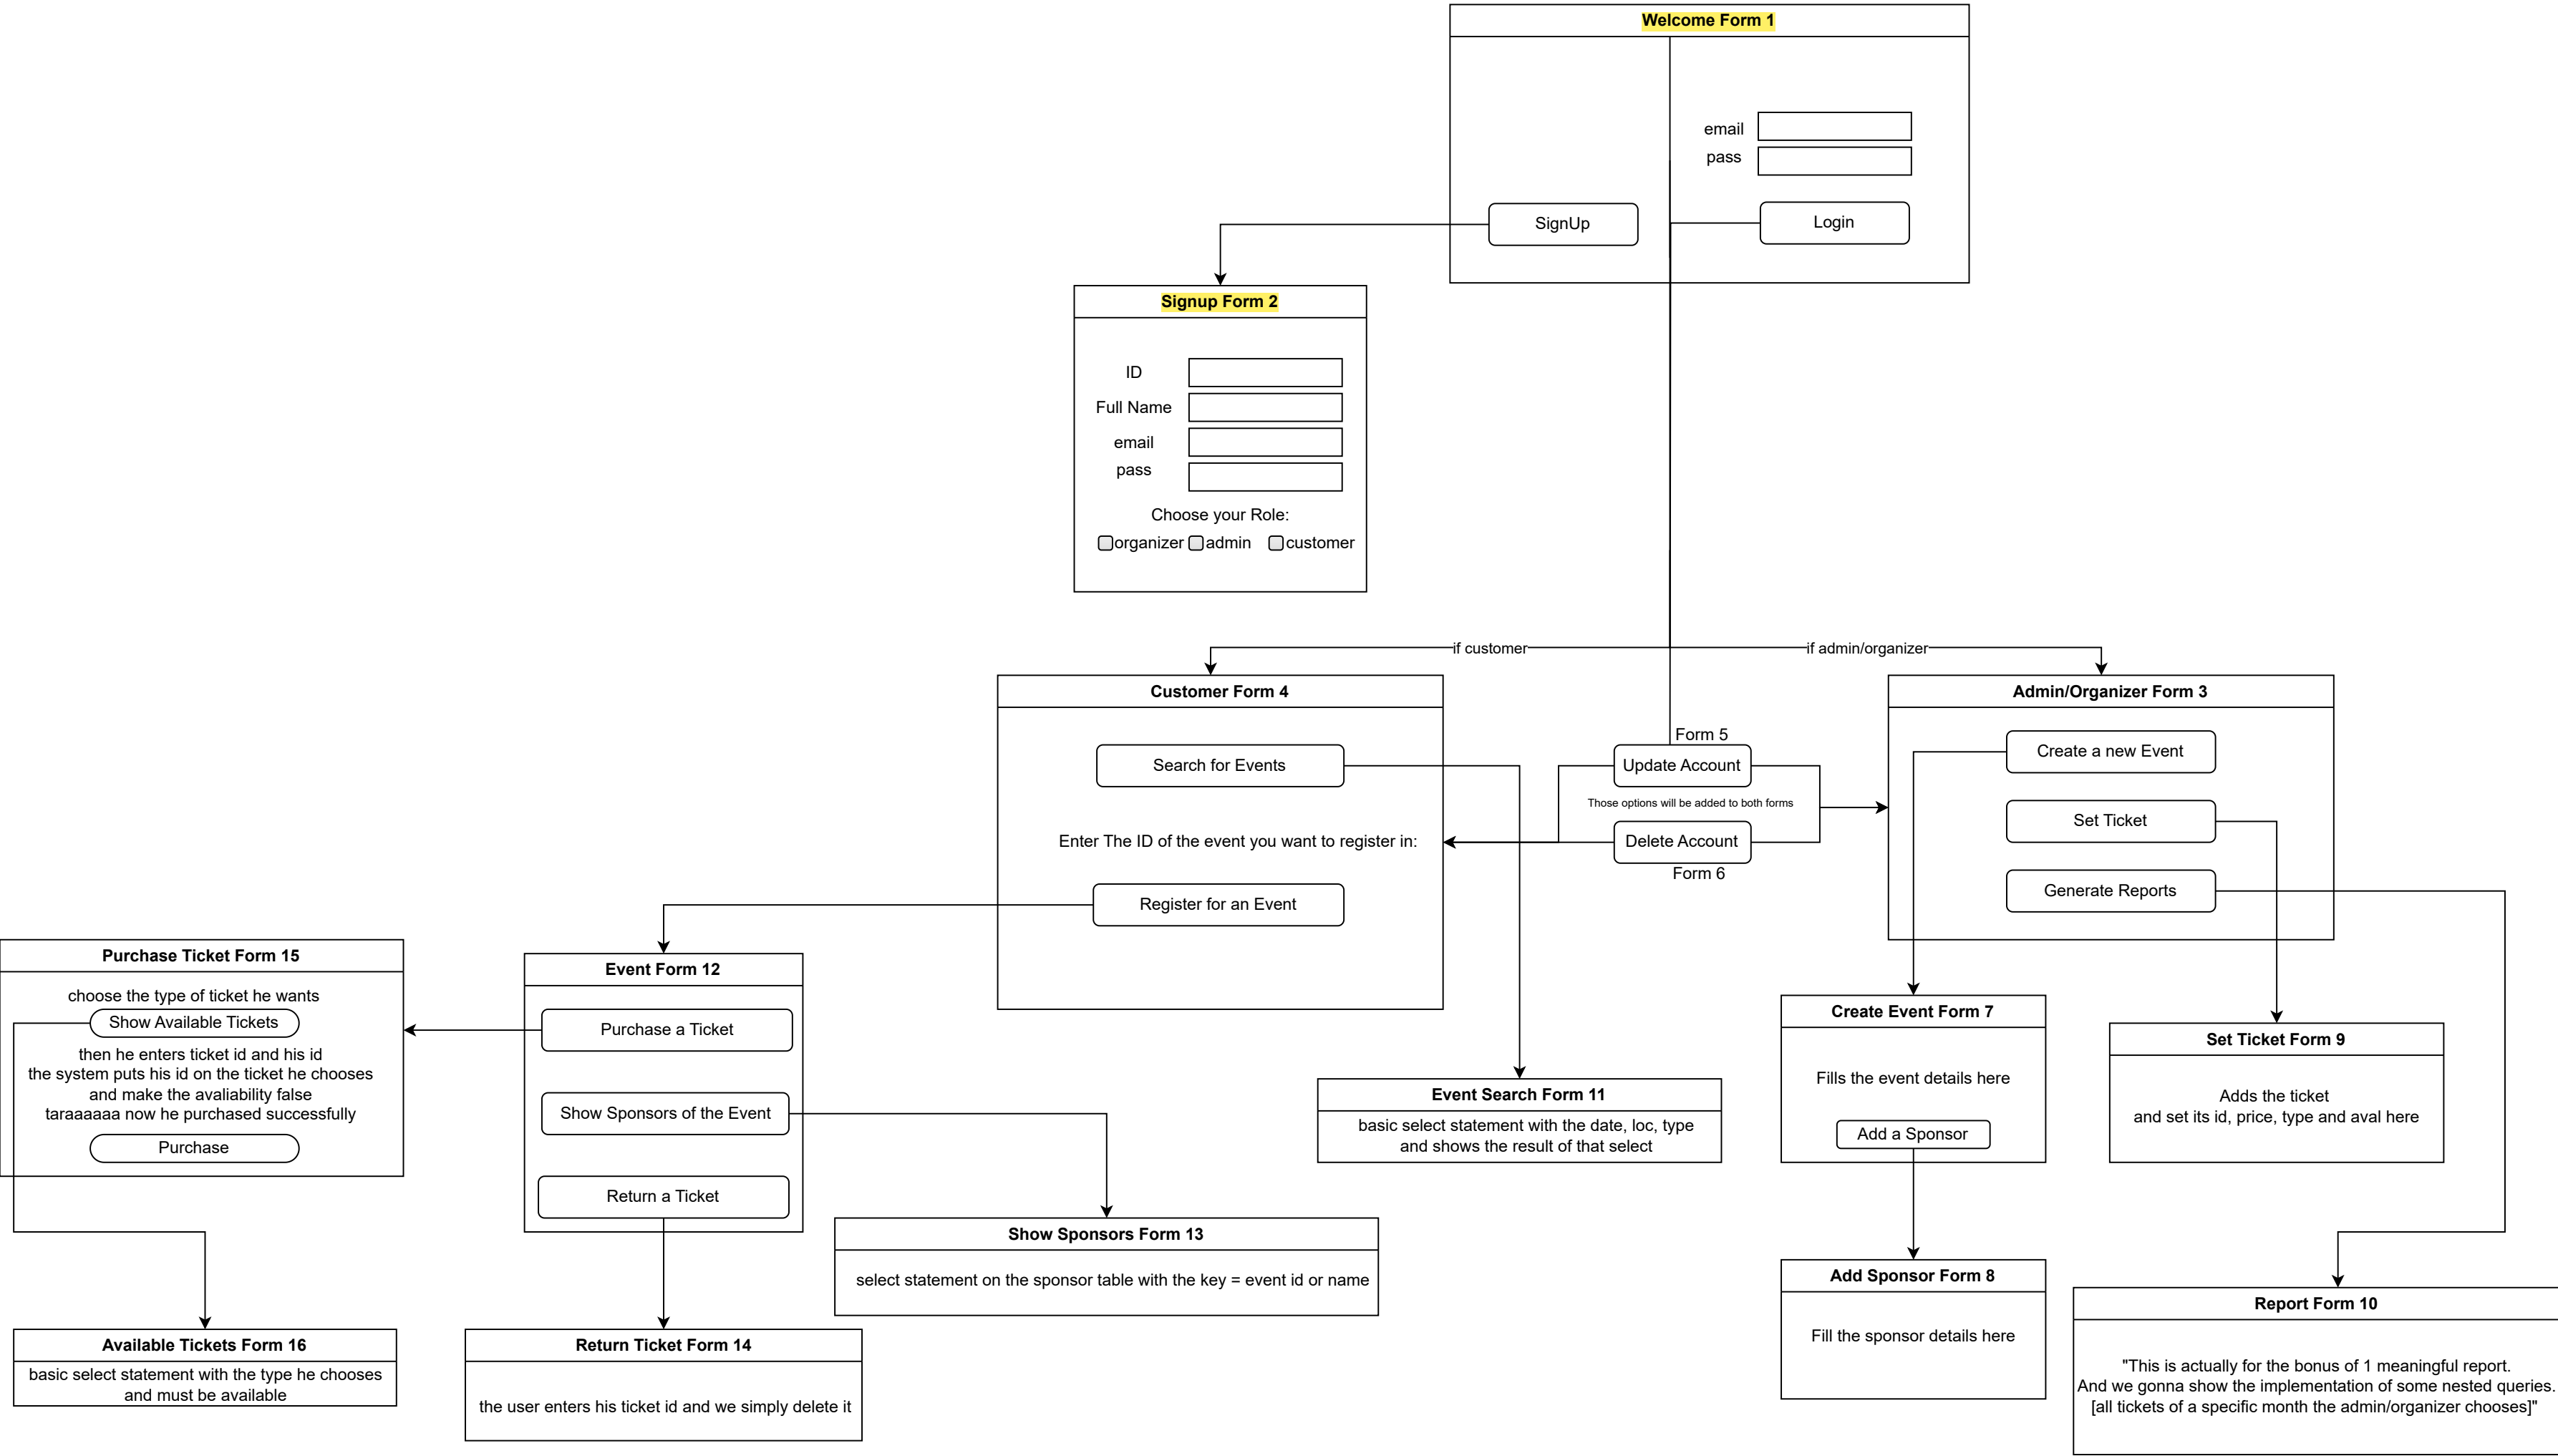 Welcome Form 1
email
pass
SignUp
Login
Signup Form 2
ID
Full Name
email
pass
Choose your Role:
organizer
admin
customer
if customer
if admin/organizer
Customer Form 4
Search for Events
Enter The ID of the event you want to register in:
Register for an Event
Form 5
Update Account
Those options will be added to both forms
Delete Account
Form 6
Admin/Organizer Form 3
Create a new Event
Set Ticket
Generate Reports
Purchase Ticket Form 15
choose the type of ticket he wants
Show Available Tickets
then he enters ticket id and his id
the system puts his id on the ticket he chooses
and make the avaliability false
taraaaaaa now he purchased successfully
Purchase
Event Form 12
Purchase a Ticket
Show Sponsors of the Event
Return a Ticket
Event Search Form 11
basic select statement with the date, loc, type
and shows the result of that select
Create Event Form 7
Fills the event details here
Add a Sponsor
Set Ticket Form 9
Adds the ticket
and set its id, price, type and aval here
Show Sponsors Form 13
select statement on the sponsor table with the key = event id or name
Add Sponsor Form 8
Fill the sponsor details here
Report Form 10
"This is actually for the bonus of 1 meaningful report.
And we gonna show the implementation of some nested queries.
[all tickets of a specific month the admin/organizer chooses]"
Available Tickets Form 16
basic select statement with the type he chooses
and must be available
Return Ticket Form 14
the user enters his ticket id and we simply delete it